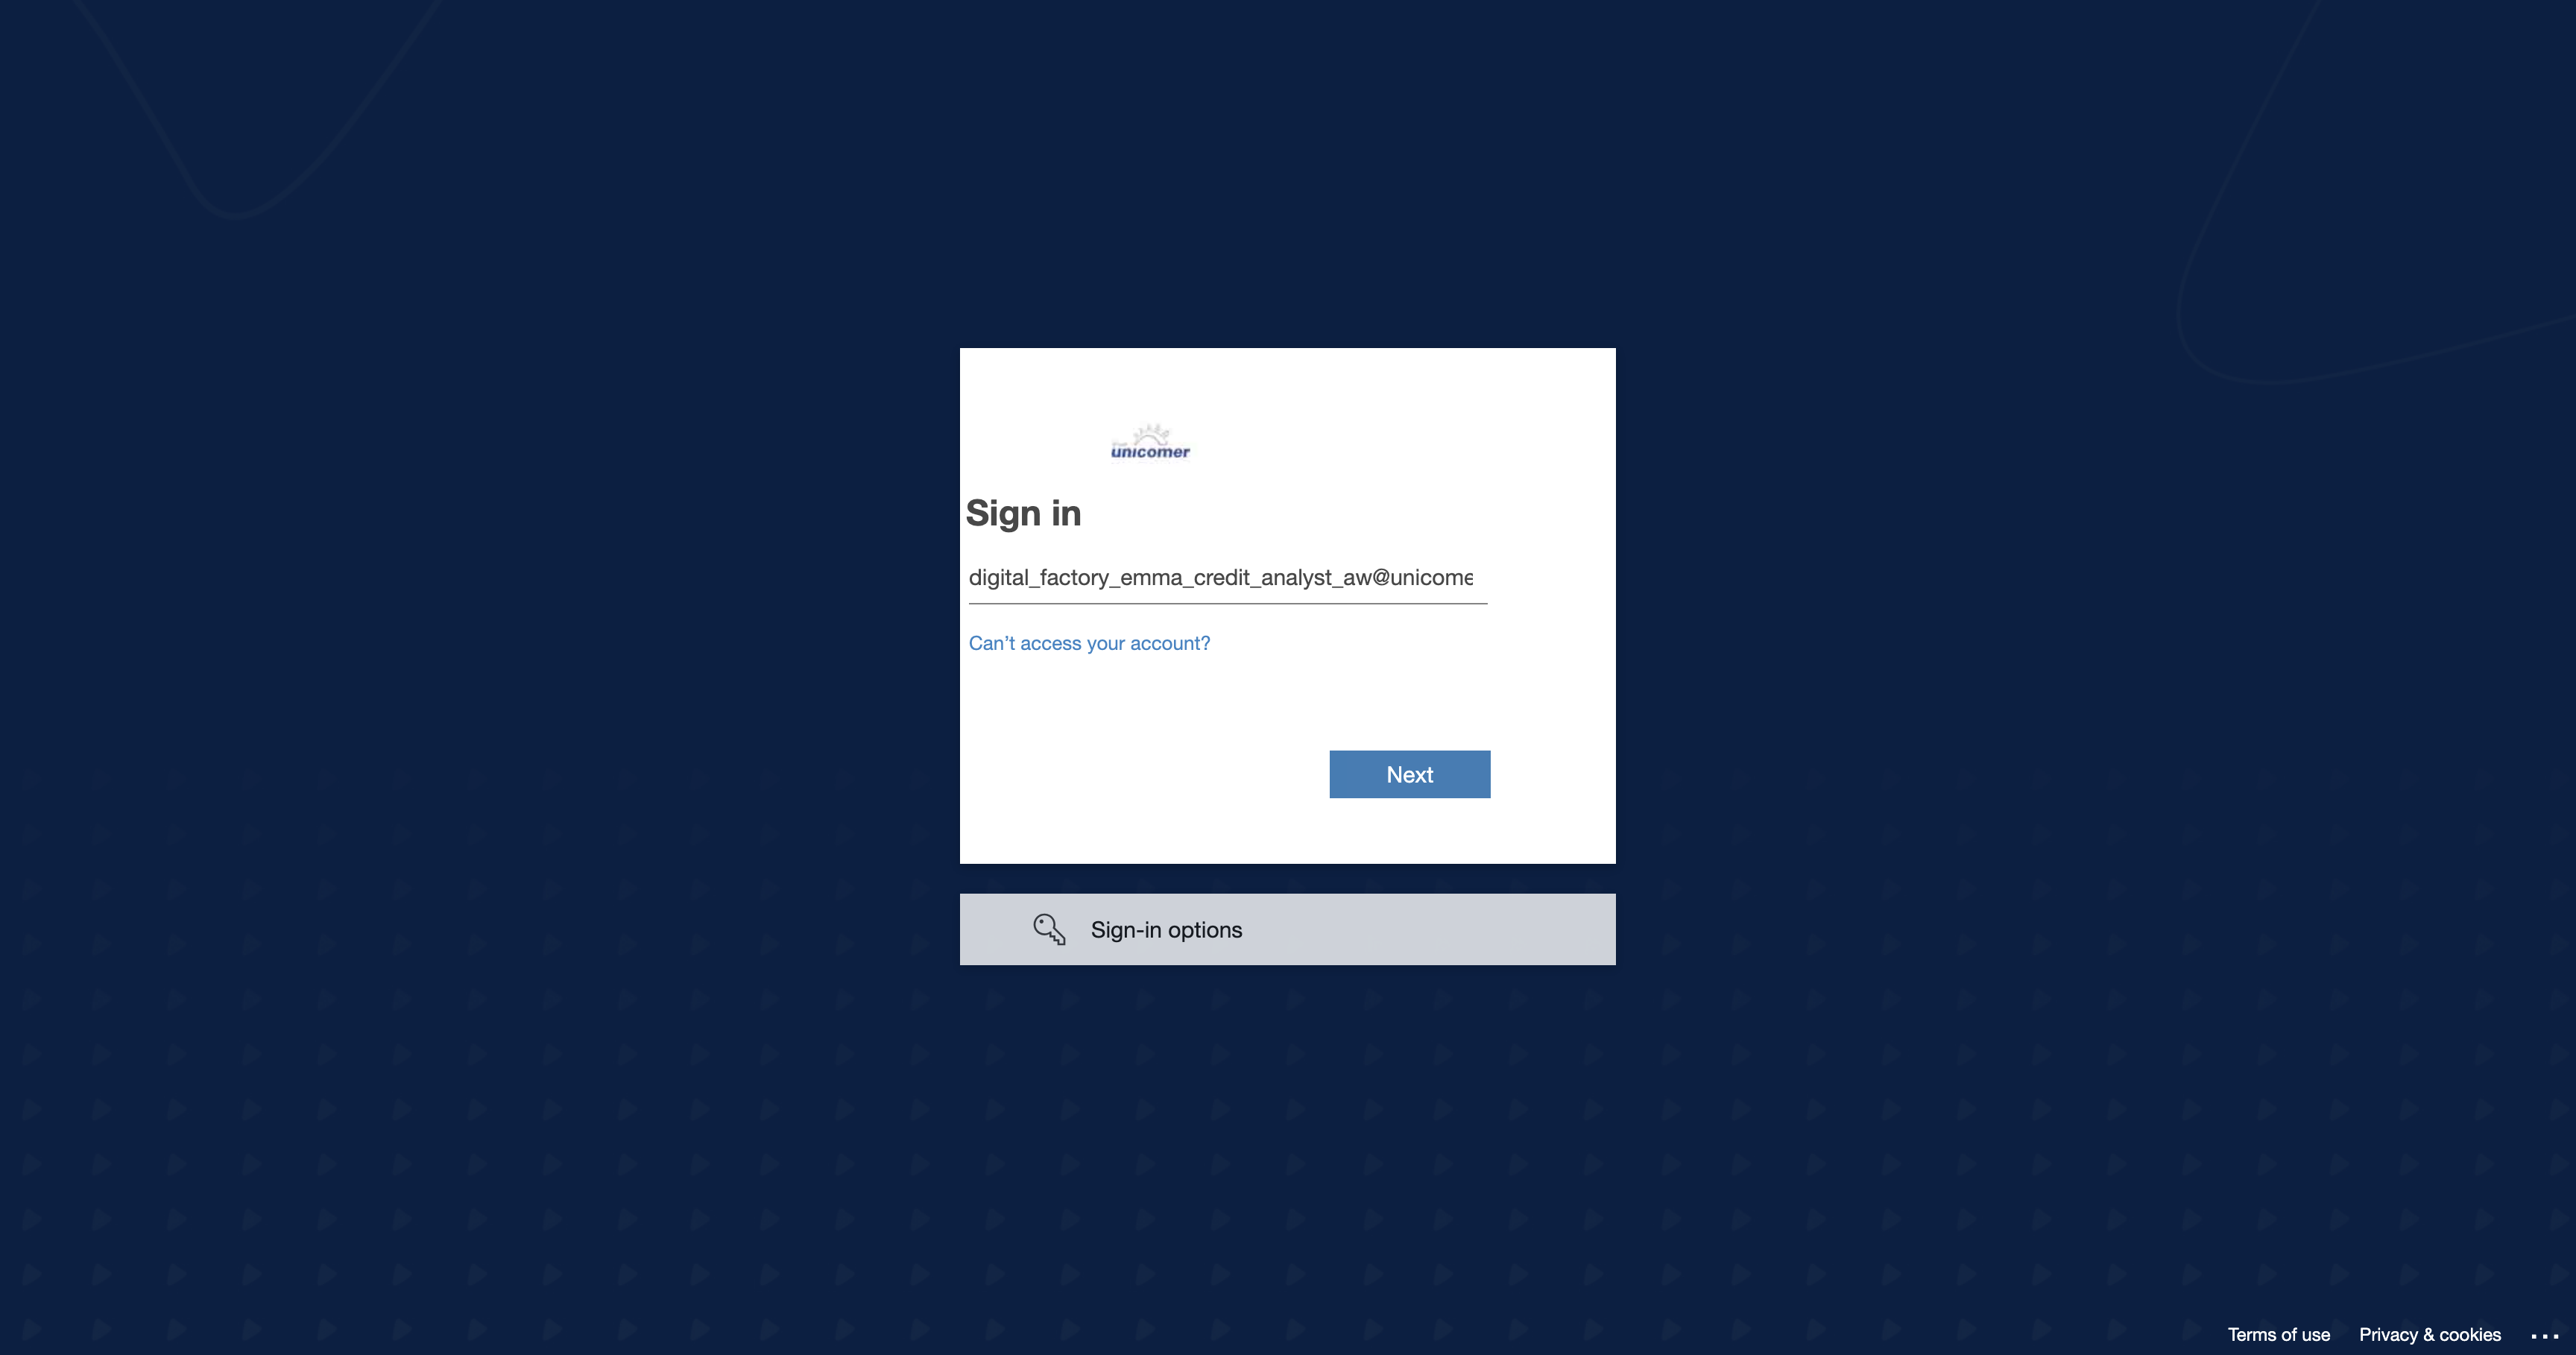 unicomer
Sign in
digital_factory_emma_credit_analyst_aw@unicome
Can't access your account?
Next
Sign-in options
Terms of use Privacy & cookies